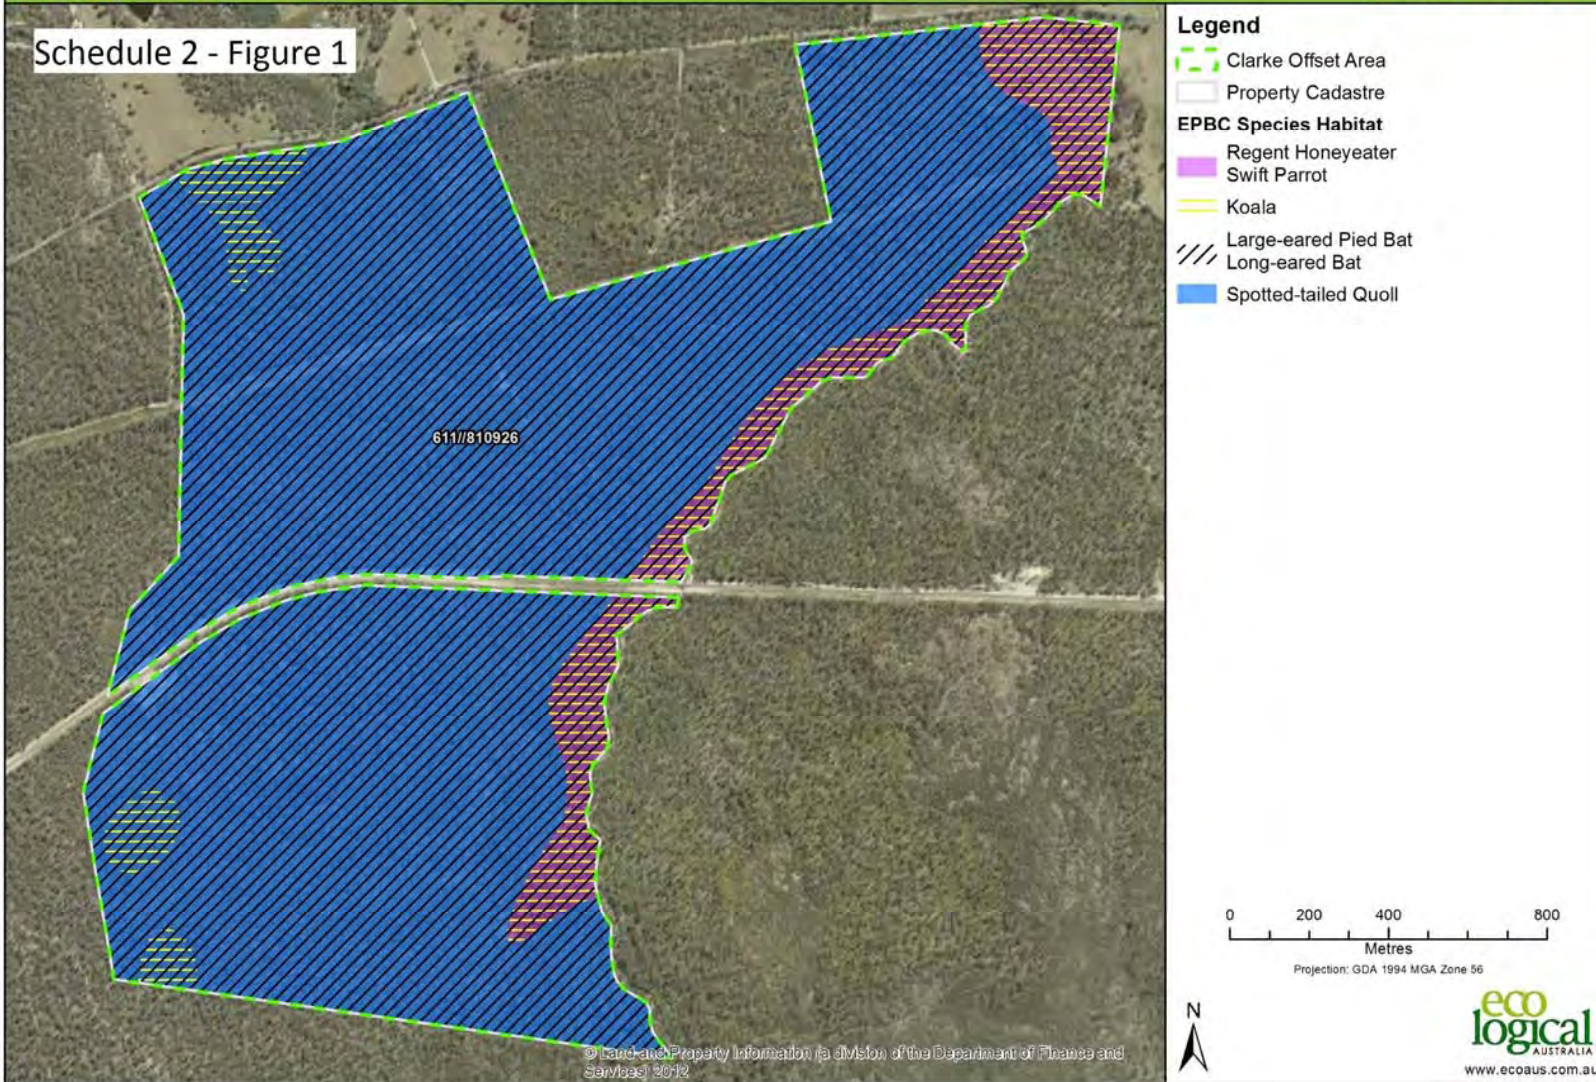 Schedule 2 - Figure 1
611//810926
© Land and Property Information (a division of the Department of Finance and
Services) 2012
Legend
Clarke Offset Area
Property Cadastre
EPBC Species Habitat
Regent Honeyeater
Swift Parrot
Koala
Large-eared Pied Bat
Long-eared Bat
Spotted-tailed Quoll
0 200 400 800
Metres
Projection: GDA 1994 MGA Zone 56
N
eco
logical
AUSTRALIA
www.ecoaus.com.au